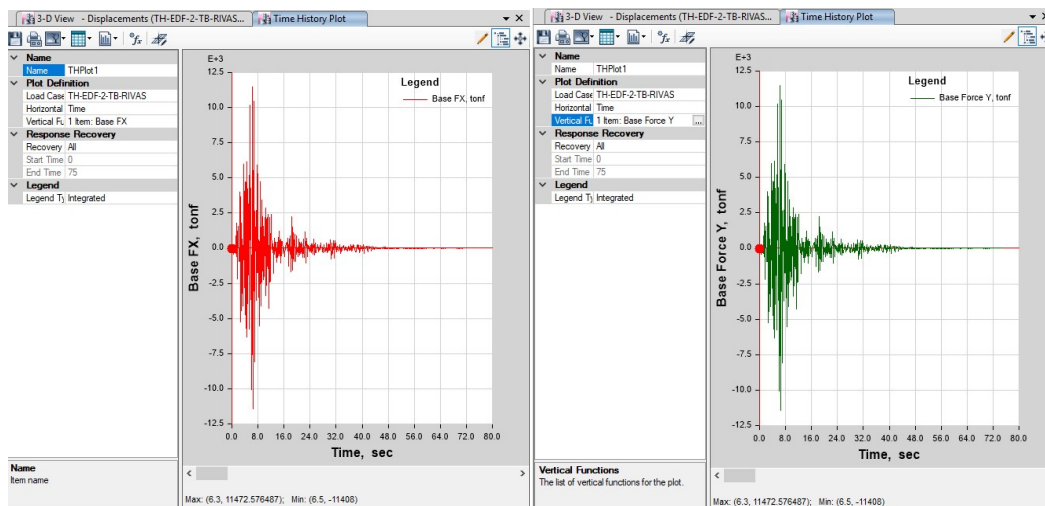 3-D View - Displacements (TH-EDF-2-TB-RIVAS...
Time History Plot
Name
Name THPlot1
Plot Definition
Load Case TH-EDF-2-TB-RIVAS
Horizontal Time
Vertical Fu 1 Item: Base FX
Response Recovery
Recovery All
Start Time 0
End Time 75
Legend
Legend Ty Integrated
Name
Item name
E+3
Legend
Base FX, tonf
12.5
10.0
7.5
5.0
2.5
0.0
-2.5
-5.0
-7.5
-10.0
-12.5
Base FX, tonf
0.0 8.0 16.0 24.0 32.0 40.0 48.0 56.0 64.0 72.0 80.0
Time, sec
Max: (6.3, 11472.576487); Min: (6.5, -11408)
3-D View - Displacements (TH-EDF-2-TB-RIVAS...
Time History Plot
Name
Name THPlot1
Plot Definition
Load Case TH-EDF-2-TB-RIVAS
Horizontal Time
Vertical Fu 1 Item: Base Force Y ...
Response Recovery
Recovery All
Start Time 0
End Time 75
Legend
Legend Ty Integrated
Vertical Functions
The list of vertical functions for the plot.
E+3
Legend
Base Force Y, tonf
12.5
10.0
7.5
5.0
2.5
0.0
-2.5
-5.0
-7.5
-10.0
-12.5
Base Force Y, tonf
0.0 8.0 16.0 24.0 32.0 40.0 48.0 56.0 64.0 72.0 80.0
Time, sec
Max: (6.3, 11472.576487); Min: (6.5, -11408)